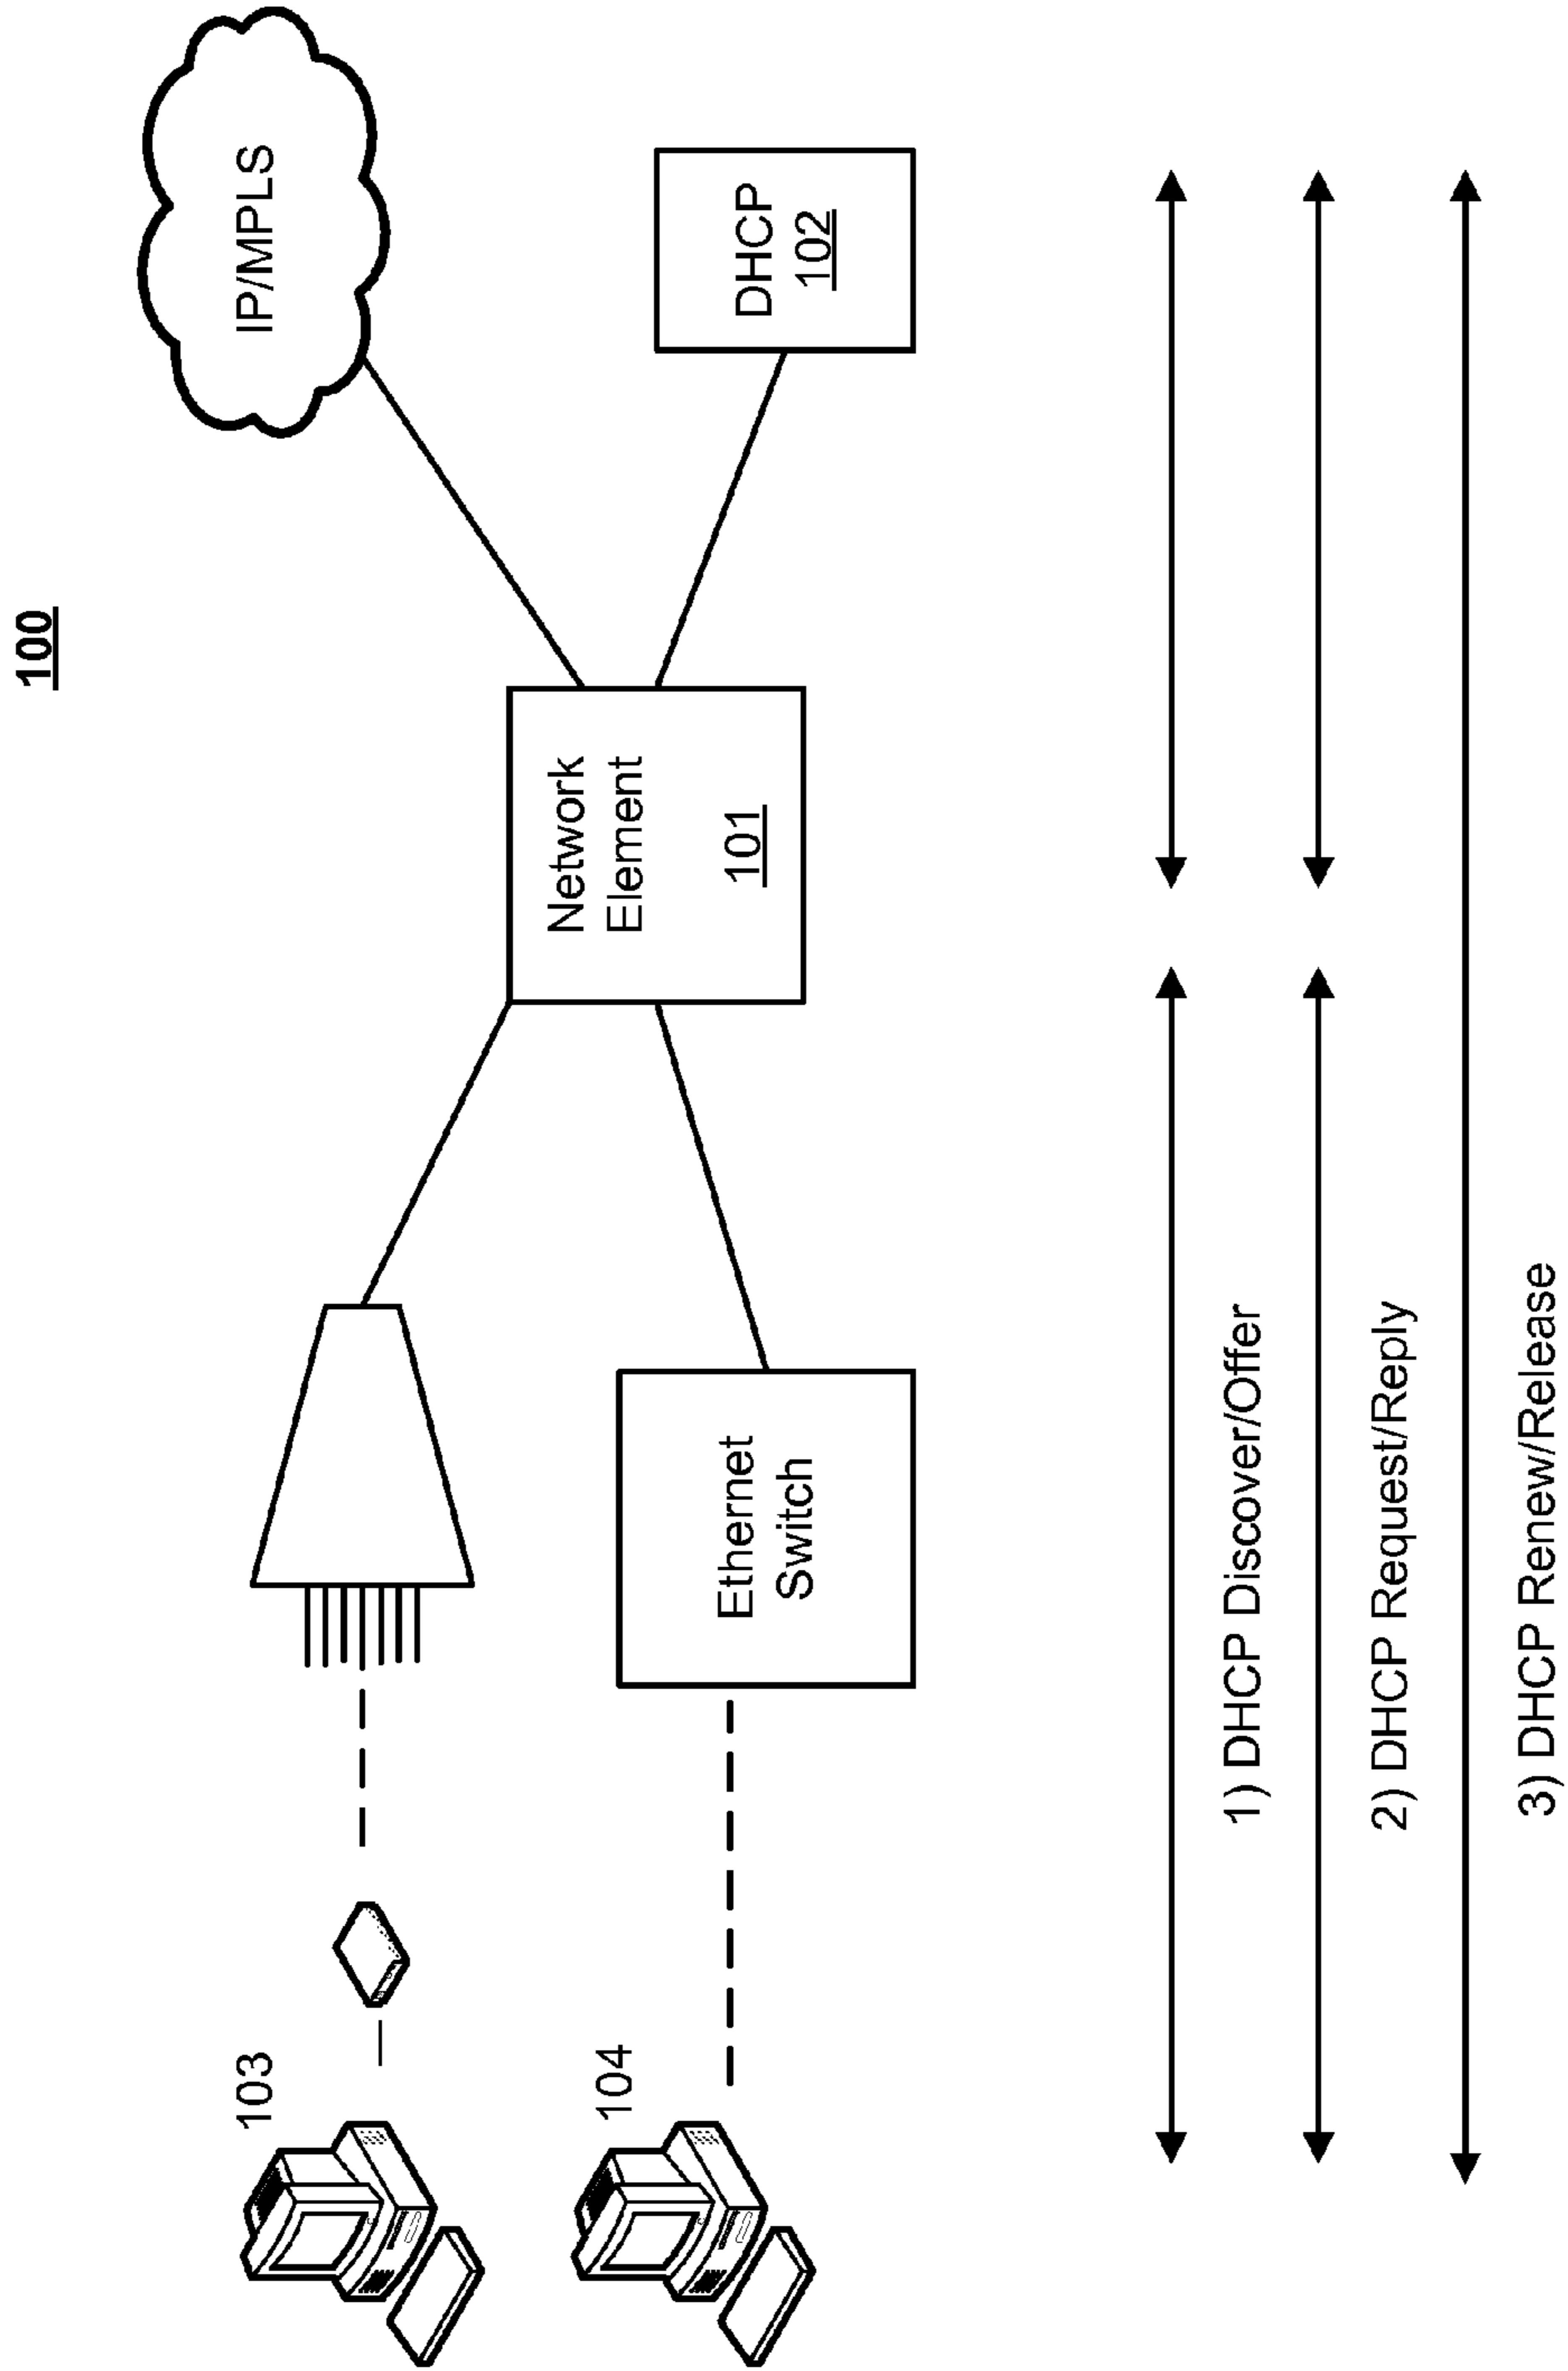 100
IP/MPLS
DHCP
102
Network
Element
101
Ethernet
Switch
103
104
1) DHCP Discover/Offer
2) DHCP Request/Reply
3) DHCP Renew/Release